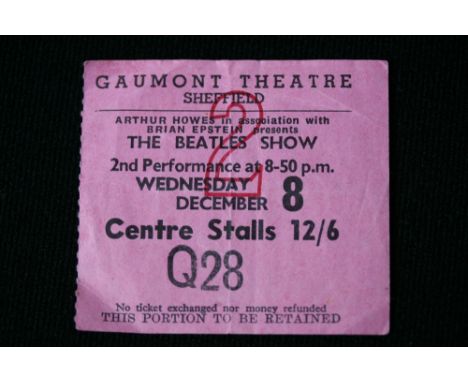 GAUMONT THEATRE
SHEFFIELD
ARTHUR HOWES in association with
BRIAN EPSTEIN presents
THE BEATLES SHOW
2nd Performance at 8-50 p.m.
WEDNESDAY
DECEMBER 8
2
Centre Stalls 12/6
Q28
No ticket exchanged nor money refunded
THIS PORTION TO BE RETAINED